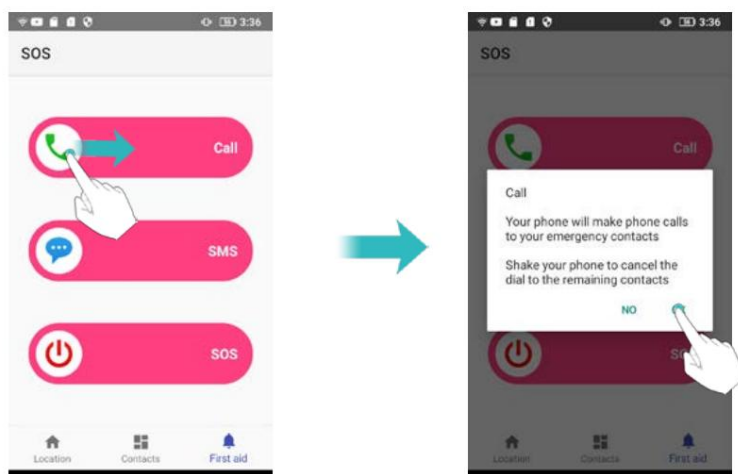 3:36
SOS
Call
SMS
SOS
Location
Contacts
First aid
3:36
SOS
Call
Call
Your phone will make phone calls
to your emergency contacts
Shake your phone to cancel the
dial to the remaining contacts
NO
Location
Contacts
First aid